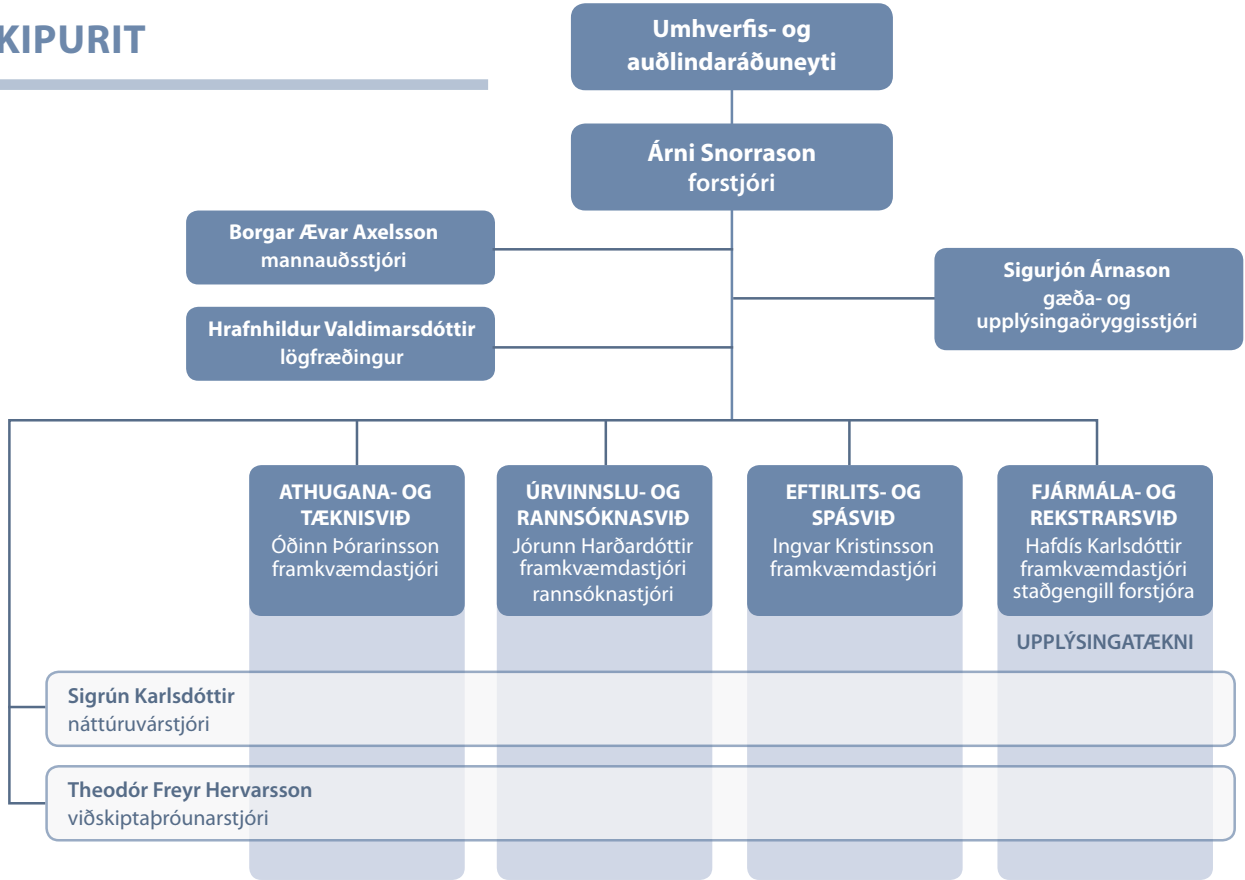 KIPURIT
Umhverfis- og
auðlindaráðuneyti
Árni Snorrason
forstjóri
Borgar Ævar Axelsson
mannauðsstjóri
Sigurjón Árnason
gæða- og
upplýsingaöryggisstjóri
Hrafnhildur Valdimarsdóttir
lögfræðingur
ATHUGANA- OG
TÆKNISVIÐ
Óðinn Þórarinsson
framkvæmdastjóri
ÚRVINNSLU- OG
RANNSÓKNASVIÐ
Jórunn Harðardóttir
framkvæmdastjóri
rannsóknastjóri
EFTIRLITS- OG
SPÁSVIÐ
Ingvar Kristinsson
framkvæmdastjóri
FJÁRMÁLA- OG
REKSTRARSVIÐ
Hafdís Karlsdóttir
framkvæmdastjóri
staðgengill forstjóra
UPPLÝSINGATÆKNI
Sigrún Karlsdóttir
náttúruvárstjóri
Theodór Freyr Hervarsson
viðskiptaþróunarstjóri